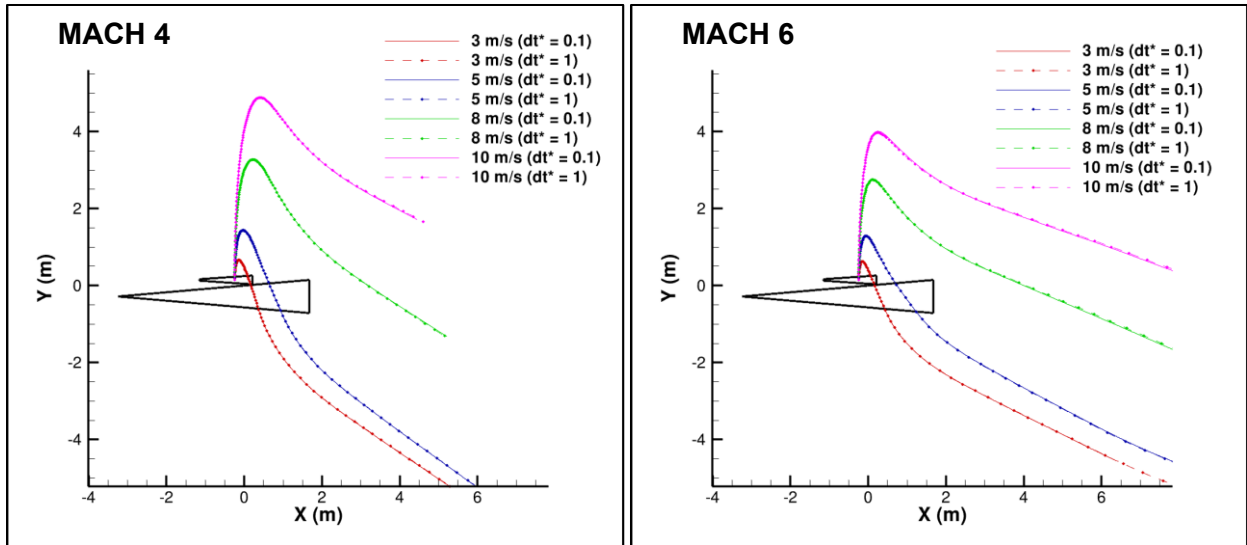 MACH 4
3 m/s (dt* = 0.1)
3 m/s (dt* = 1)
5 m/s (dt* = 0.1)
5 m/s (dt* = 1)
8 m/s (dt* = 0.1)
8 m/s (dt* = 1)
10 m/s (dt* = 0.1)
10 m/s (dt* = 1)
Y (m)
4
2
0
-2
-4
-4 -2 0 2 4 6
X (m)
MACH 6
3 m/s (dt* = 0.1)
3 m/s (dt* = 1)
5 m/s (dt* = 0.1)
5 m/s (dt* = 1)
8 m/s (dt* = 0.1)
8 m/s (dt* = 1)
10 m/s (dt* = 0.1)
10 m/s (dt* = 1)
Y (m)
4
2
0
-2
-4
-4 -2 0 2 4 6
X (m)